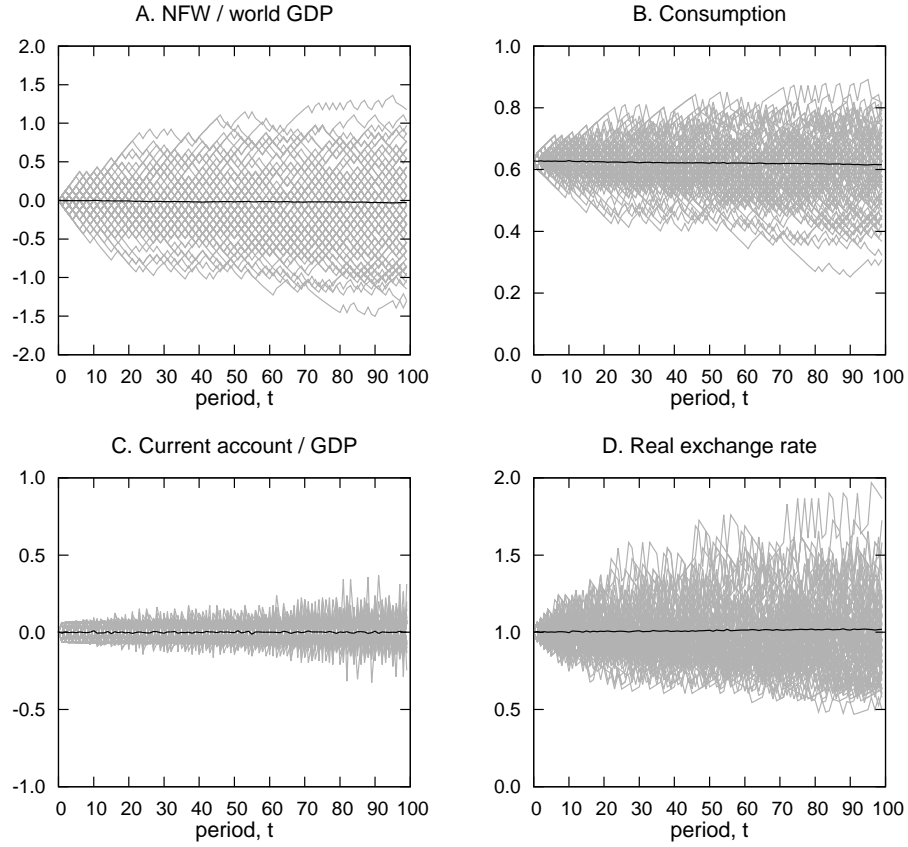 A. NFW / world GDP
2.0
1.5
1.0
0.5
0.0
-0.5
-1.0
-1.5
-2.0
0 10 20 30 40 50 60 70 80 90 100
period, t
B. Consumption
1.0
0.8
0.6
0.4
0.2
0.0
0 10 20 30 40 50 60 70 80 90 100
period, t
C. Current account / GDP
1.0
0.5
0.0
-0.5
-1.0
0 10 20 30 40 50 60 70 80 90 100
period, t
D. Real exchange rate
2.0
1.5
1.0
0.5
0.0
0 10 20 30 40 50 60 70 80 90 100
period, t